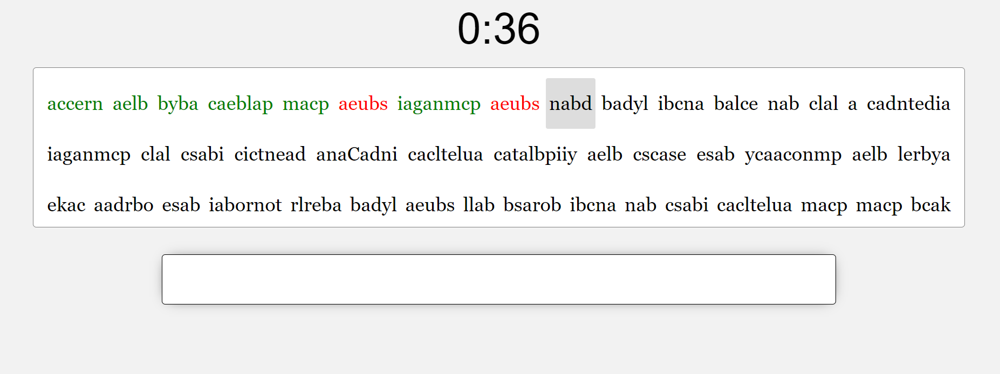 0:36
accern aelb byba caeblap macp aeubs iaganmcp aeubs nabd badyl ibcna balce nab clal a cadntedia
iaganmcp clal csabi cictnead anaCadni cacltelua catalbpiiy aelb cscase esab ycaaconmp aelb lerbya
ekac aadrbo esab iabornot rlreba badyl aeubs llab bsarob ibcna nab csabi cacltelua macp macp bcak